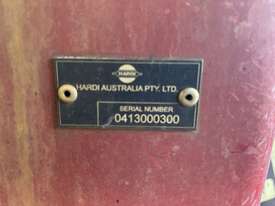 HARDI
HARDI AUSTRALIA PTY. LTD.
SERIAL NUMBER
0413000300